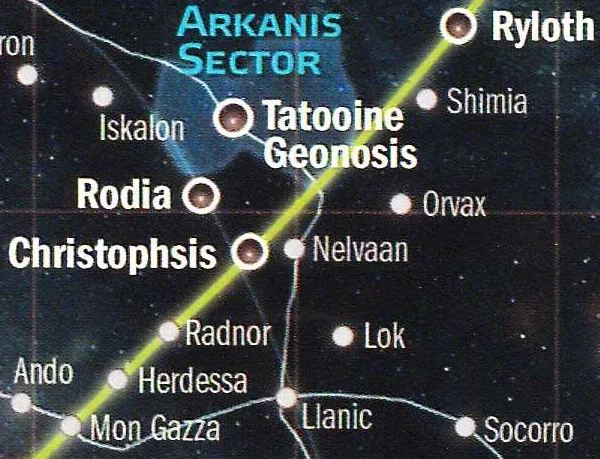 ARKANIS
SECTOR
Ryloth
ron
Shimia
Iskalon
Tatooine
Geonosis
Rodia
Orvax
Christophsis
Nelvaan
Radnor
Lok
Ando
Herdessa
Llanic
Mon Gazza
Socorro